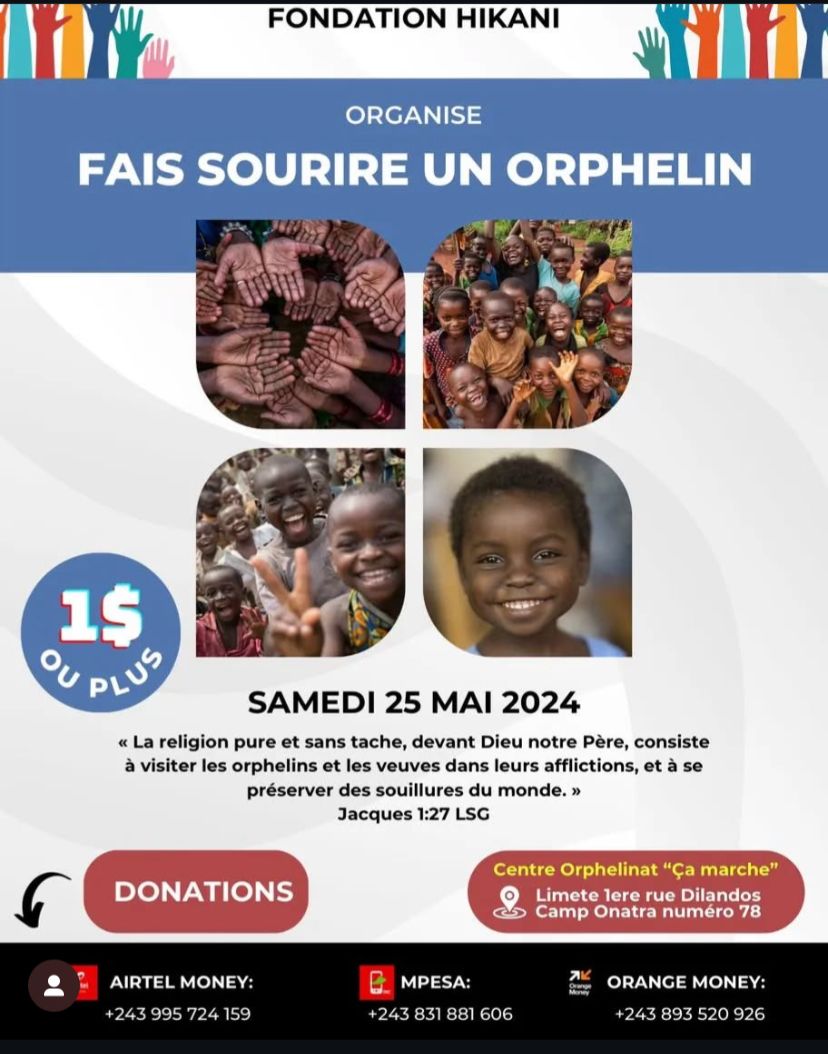 FONDATION HIKANI
ORGANISE
FAIS SOURIRE UN ORPHELIN
1$
OU PLUS
SAMEDI 25 MAI 2024
« La religion pure et sans tache, devant Dieu notre Père, consiste
à visiter les orphelins et les veuves dans leurs afflictions, et à se
préserver des souillures du monde. »
Jacques 1:27 LSG
DONATIONS
Centre Orphelinat “Ça marche”
Limete 1ere rue Dilandos
Camp Onatra numéro 78
AIRTEL MONEY:
+243 995 724 159
MPESA:
+243 831 881 606
Orange
Money
ORANGE MONEY:
+243 893 520 926